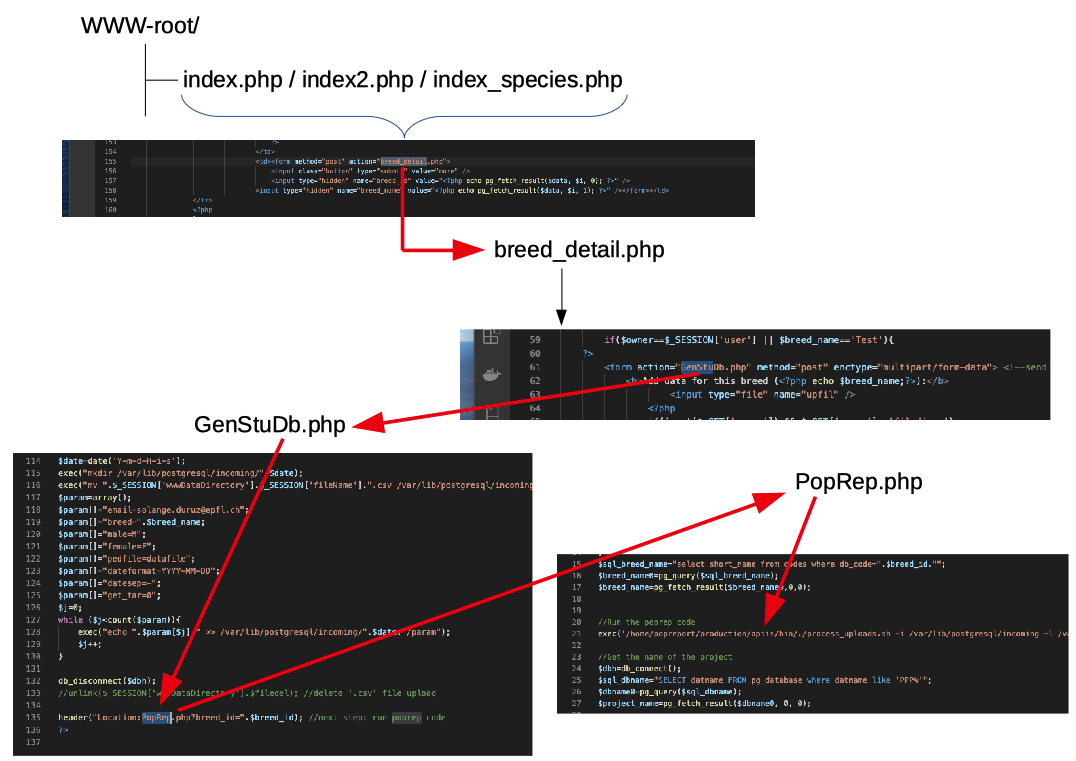 WWW-root/
index.php / index2.php / index_species.php
153 ?>
154 </td>
155 <td><form method="post" action="breed_detail.php">
156 <input class="button" type="submit" value="more" />
157 <input type="hidden" name="breed_id" value="<?php echo pg_fetch_result($data, $i, 0); ?>" />
158 <input type="hidden" name="breed_name" value="<?php echo pg_fetch_result($data, $i, 1); ?>" /></form></td>
159 </tr>
160 <?php
breed_detail.php
59 if($owner==$_SESSION['user'] || $breed_name=='Test'){
60 ?>
61 <form action="GenStuDb.php" method="post" enctype="multipart/form-data"> <!--send
62 <b>Add data for this breed (<?php echo $breed_name;?>):</b>
63 <input type="file" name="upfil" />
64 <?php
GenStuDb.php
114 $date=date('Y-m-d-H-i-s');
115 exec("mkdir /var/lib/postgresql/incoming/".$date);
116 exec("mv ".$_SESSION['wwwDataDirectory'].$_SESSION['fileName'].".csv /var/lib/postgresql/incoming
117 $param=array();
118 $param[]="email=solange.duruz@epfl.ch";
119 $param[]="breed=".$breed_name;
120 $param[]="male=M";
121 $param[]="female=F";
122 $param[]="pedfile=datafile";
123 $param[]="dateformat=YYYY-MM-DD";
124 $param[]="datesep=-";
125 $param[]="get_tar=0";
126 $j=0;
127 while ($j<count($param)){
128 exec("echo ".$param[$j]." >> /var/lib/postgresql/incoming/".$date."/param");
129 $j++;
130 }
131
132 db_disconnect($dbh);
133 //unlink($_SESSION['wwwDataDirectory'].$filedel); //delete '.csv' file upload
134
135 header("Location:PopRep.php?breed_id=".$breed_id); //next step: run poprep code
136 ?>
137
PopRep.php
15 $sql_breed_name="select short_name from codes where db_code=".$breed_id."";
16 $breed_name0=pg_query($sql_breed_name);
17 $breed_name=pg_fetch_result($breed_name0,0,0);
18
19
20 //Run the poprep code
21 exec('/home/popreport/production/apiis/bin/./process_uploads.sh -i /var/lib/postgresql/incoming -l /va
22
23 //Get the name of the project
24 $dbh=db_connect();
25 $sql_dbname="SELECT datname FROM pg_database where datname like 'PPP%'";
26 $dbname0=pg_query($sql_dbname);
27 $project_name=pg_fetch_result($dbname0, 0, 0);